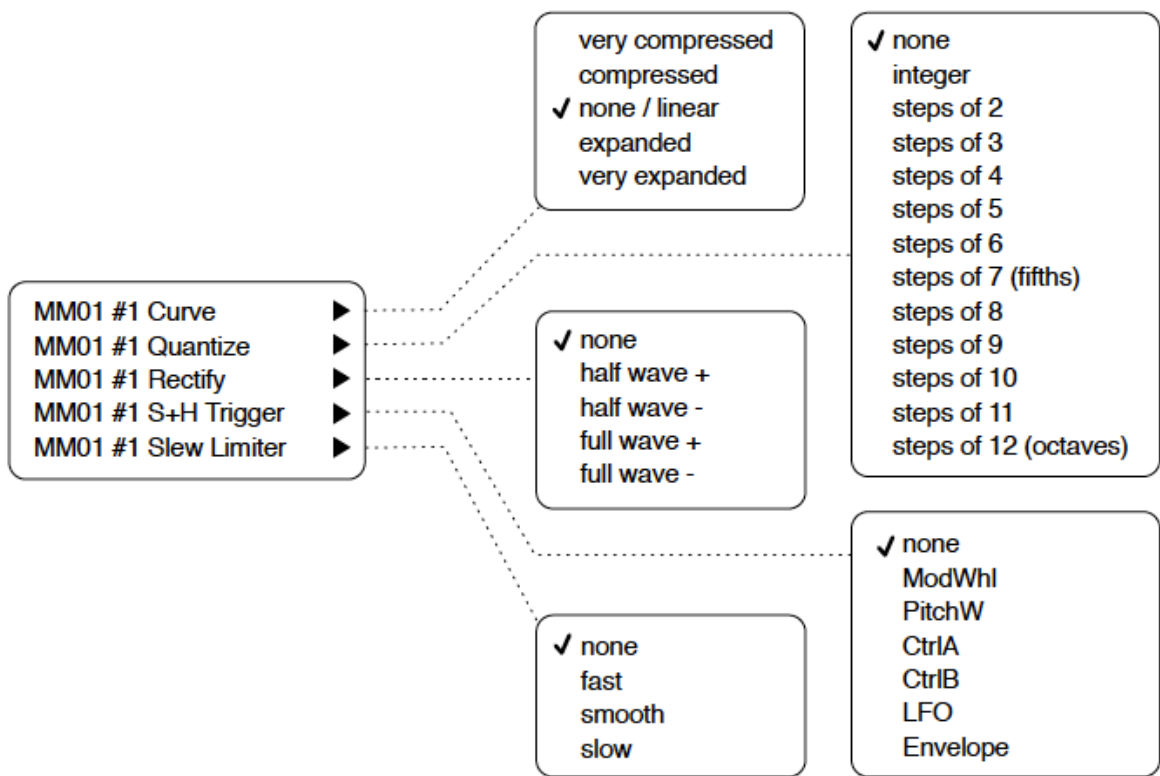 MM01 #1 Curve
MM01 #1 Quantize
MM01 #1 Rectify
MM01 #1 S+H Trigger
MM01 #1 Slew Limiter
very compressed
compressed
✓ none / linear
expanded
very expanded
✓ none
integer
steps of 2
steps of 3
steps of 4
steps of 5
steps of 6
steps of 7 (fifths)
steps of 8
steps of 9
steps of 10
steps of 11
steps of 12 (octaves)
✓ none
half wave +
half wave -
full wave +
full wave -
✓ none
ModWhl
PitchW
CtrlA
CtrlB
LFO
Envelope
✓ none
fast
smooth
slow